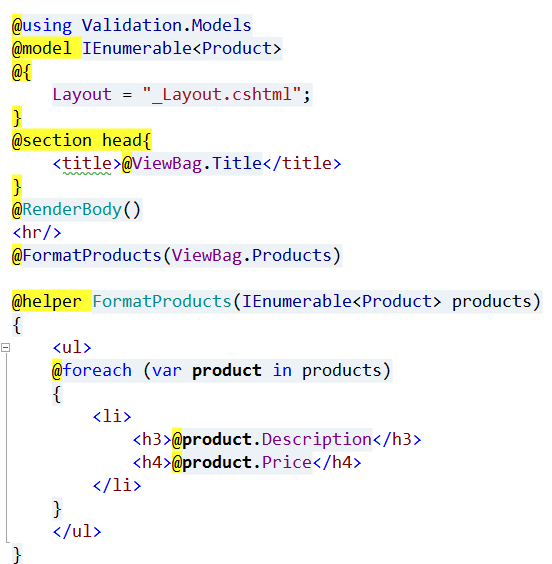 @using Validation.Models
@model IEnumerable<Product>
@{
    Layout = "_Layout.cshtml";
}
@section head{
    <title>@ViewBag.Title</title>
}
@RenderBody()
<hr/>
@FormatProducts(ViewBag.Products)

@helper FormatProducts(IEnumerable<Product> products)
{
    <ul>
    @foreach (var product in products)
    {
        <li>
            <h3>@product.Description</h3>
            <h4>@product.Price</h4>
        </li>
    }
    </ul>
}